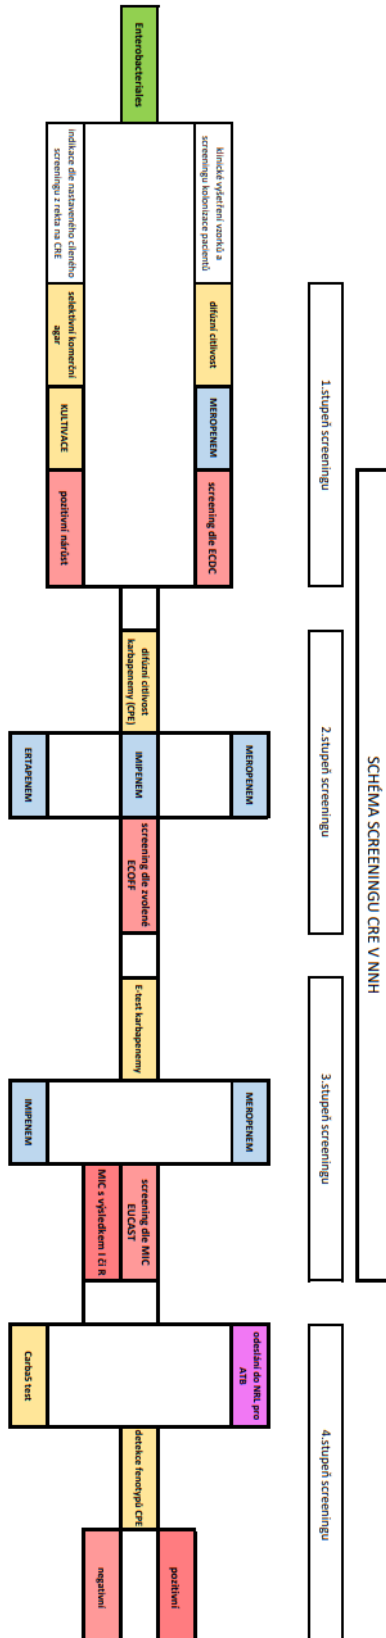 SCHÉMA SCREENINGU CRE V NNH
1.stupeň screeningu
2.stupeň screeningu
3.stupeň screeningu
4.stupeň screeningu
Enterobacteriales
klinické vyšetření vzorků a
screeningu kolonizace pacientů
difúzní citlivost
MEROPENEM
screening dle ECDC
indikace dle nastaveného cíleného
screeningu z rekta na CRE
selektivní komerční
agar
KULTIVACE
pozitivní nárůst
difúzní citlivost
karbapenemy (CPE)
MEROPENEM
IMIPENEM
ERTAPENEM
screening dle zvolené
ECOFF
E-test karbapenemy
MEROPENEM
IMIPENEM
screening dle MIC
EUCAST
MIC s výsledkem I či R
odeslání do NRL pro
ATB
Carba5 test
detekce fenotypů CPE
pozitivní
negativní